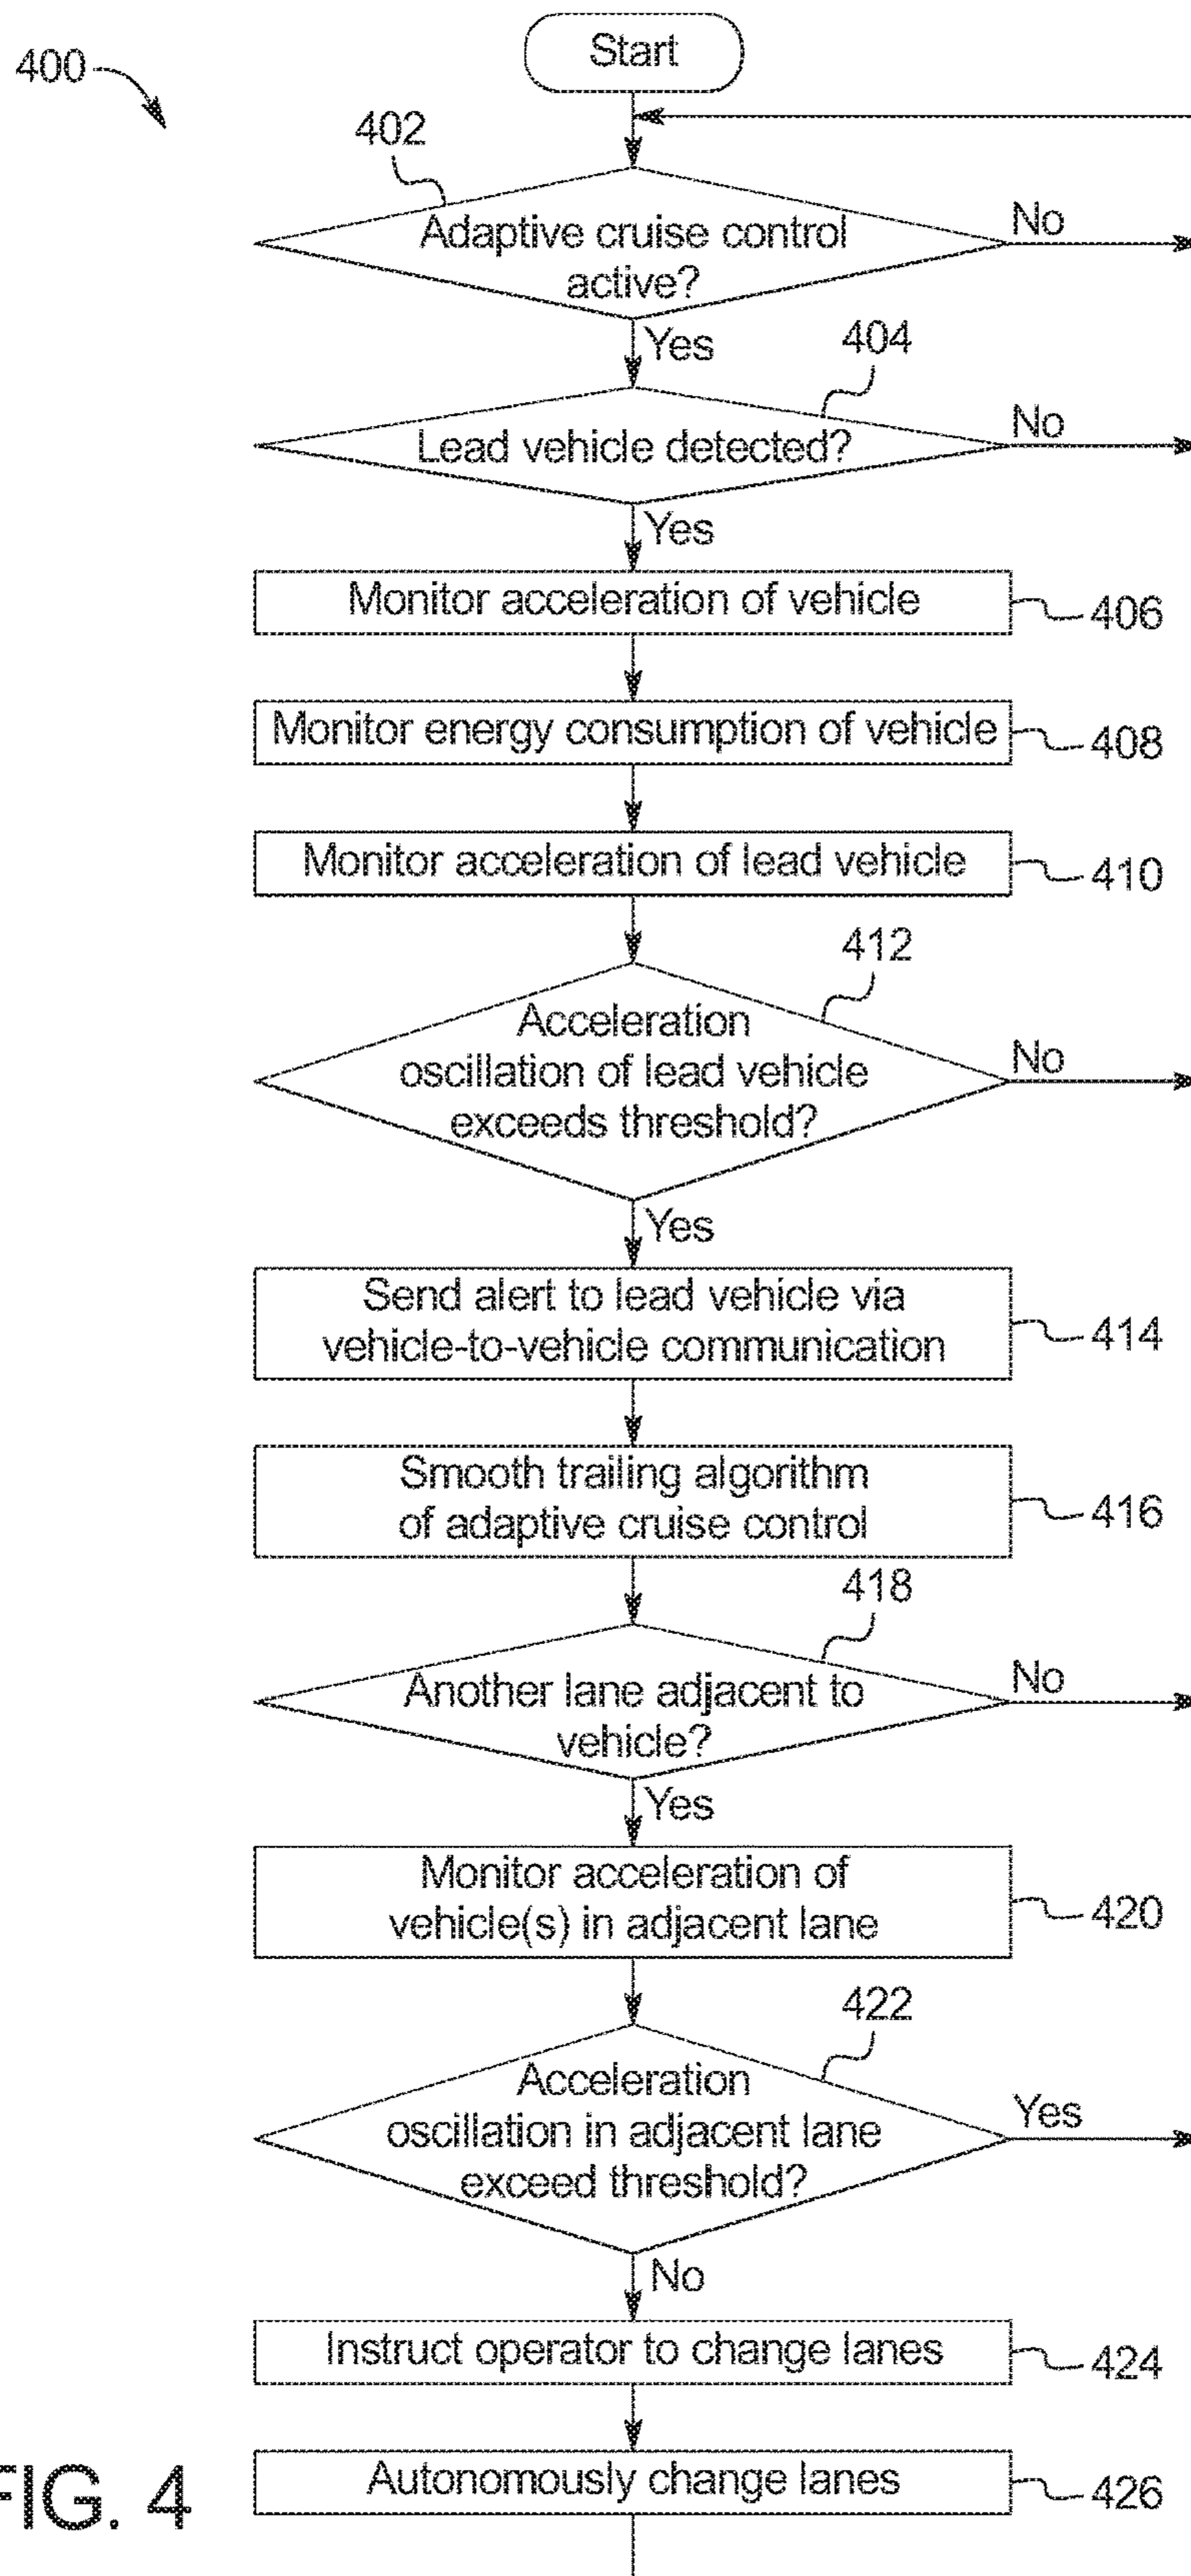 Start
400
402
Adaptive cruise control
active?
No
Yes
404
Lead vehicle detected?
No
Yes
Monitor acceleration of vehicle
406
Monitor energy consumption of vehicle
408
Monitor acceleration of lead vehicle
410
412
Acceleration
oscillation of lead vehicle
exceeds threshold?
No
Yes
Send alert to lead vehicle via
vehicle-to-vehicle communication
414
Smooth trailing algorithm
of adaptive cruise control
416
418
Another lane adjacent to
vehicle?
No
Yes
Monitor acceleration of
vehicle(s) in adjacent lane
420
422
Acceleration
oscillation in adjacent lane
exceed threshold?
Yes
No
Instruct operator to change lanes
424
Autonomously change lanes
426
FIG. 4